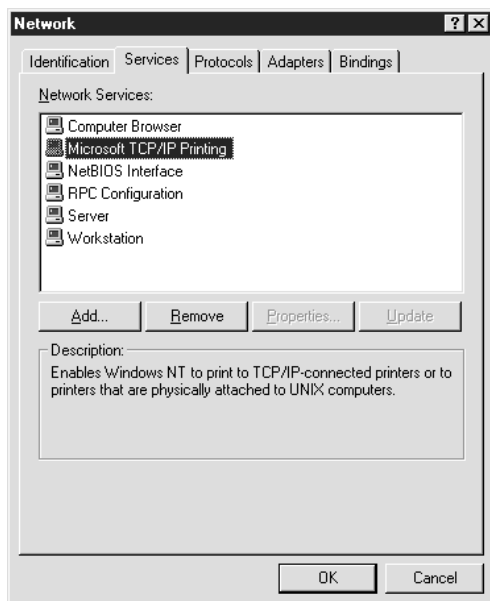 Network
Identification Services Protocols Adapters Bindings
Network Services:
Computer Browser
Microsoft TCP/IP Printing
NetBIOS Interface
RPC Configuration
Server
Workstation
Add... Remove Properties... Update
Description:
Enables Windows NT to print to TCP/IP-connected printers or to
printers that are physically attached to UNIX computers.
OK Cancel